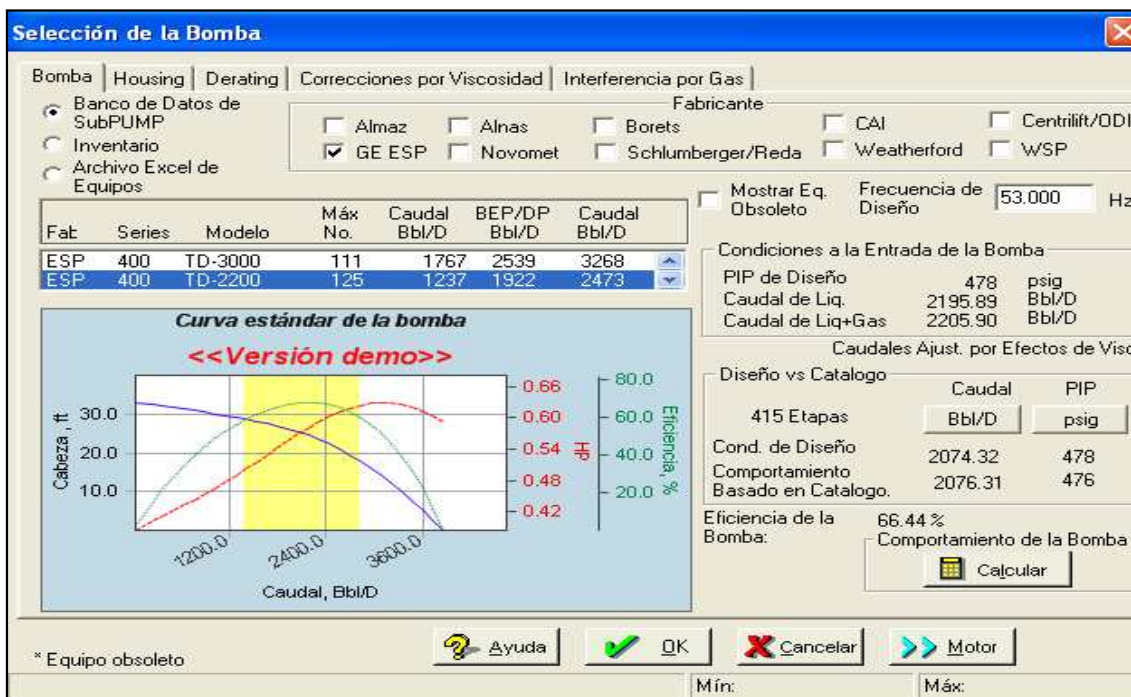 Selección de la Bomba
Bomba Housing Derating Correcciones por Viscosidad Interferencia por Gas
Banco de Datos de SubPUMP
Inventario
Archivo Excel de Equipos
Fabricante
Almaz Alnas Borets CAI Centrilift/ODI
GE ESP Novomet Schlumberger/Reda Weatherford WSP
Mostrar Eq. Obsoleto
Frecuencia de Diseño 53.000 Hz
Fab Series Modelo Máx No. Caudal Bbl/D BEP/DP Bbl/D Caudal Bbl/D
ESP 400 TD-3000 111 1767 2539 3268
ESP 400 TD-2200 125 1237 1922 2473
Condiciones a la Entrada de la Bomba
PIP de Diseño 478 psig
Caudal de Liq. 2195.89 Bbl/D
Caudal de Liq+Gas 2205.90 Bbl/D
Caudales Ajust. por Efectos de Visc
Curva estándar de la bomba
<<Versión demo>>
Cabeza , ft
30.0
20.0
10.0
0.66
0.60
0.54
0.48
0.42
HP
80.0
60.0
40.0
20.0
Eficiencia, %
1200.0 2400.0 3600.0
Caudal, Bbl/D
Diseño vs Catalogo
Caudal PIP
415 Etapas Bbl/D psig
Cond. de Diseño 2074.32 478
Comportamiento Basado en Catalogo. 2076.31 476
Eficiencia de la Bomba: 66.44 %
Comportamiento de la Bomba
Calcular
* Equipo obsoleto
Ayuda OK Cancelar Motor
Mín: Máx: